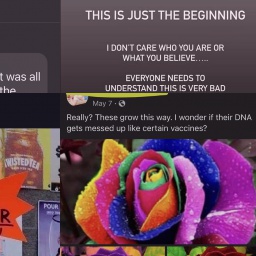 THIS IS JUST THE BEGINNING
I DON'T CARE WHO YOU ARE OR
WHAT YOU BELIEVE.....
EVERYONE NEEDS TO
UNDERSTAND THIS IS VERY BAD
t was all
the
May 7 ·
Really? These grow this way. I wonder if their DNA
gets messed up like certain vaccines?
TWISTED TEA
POUR
R